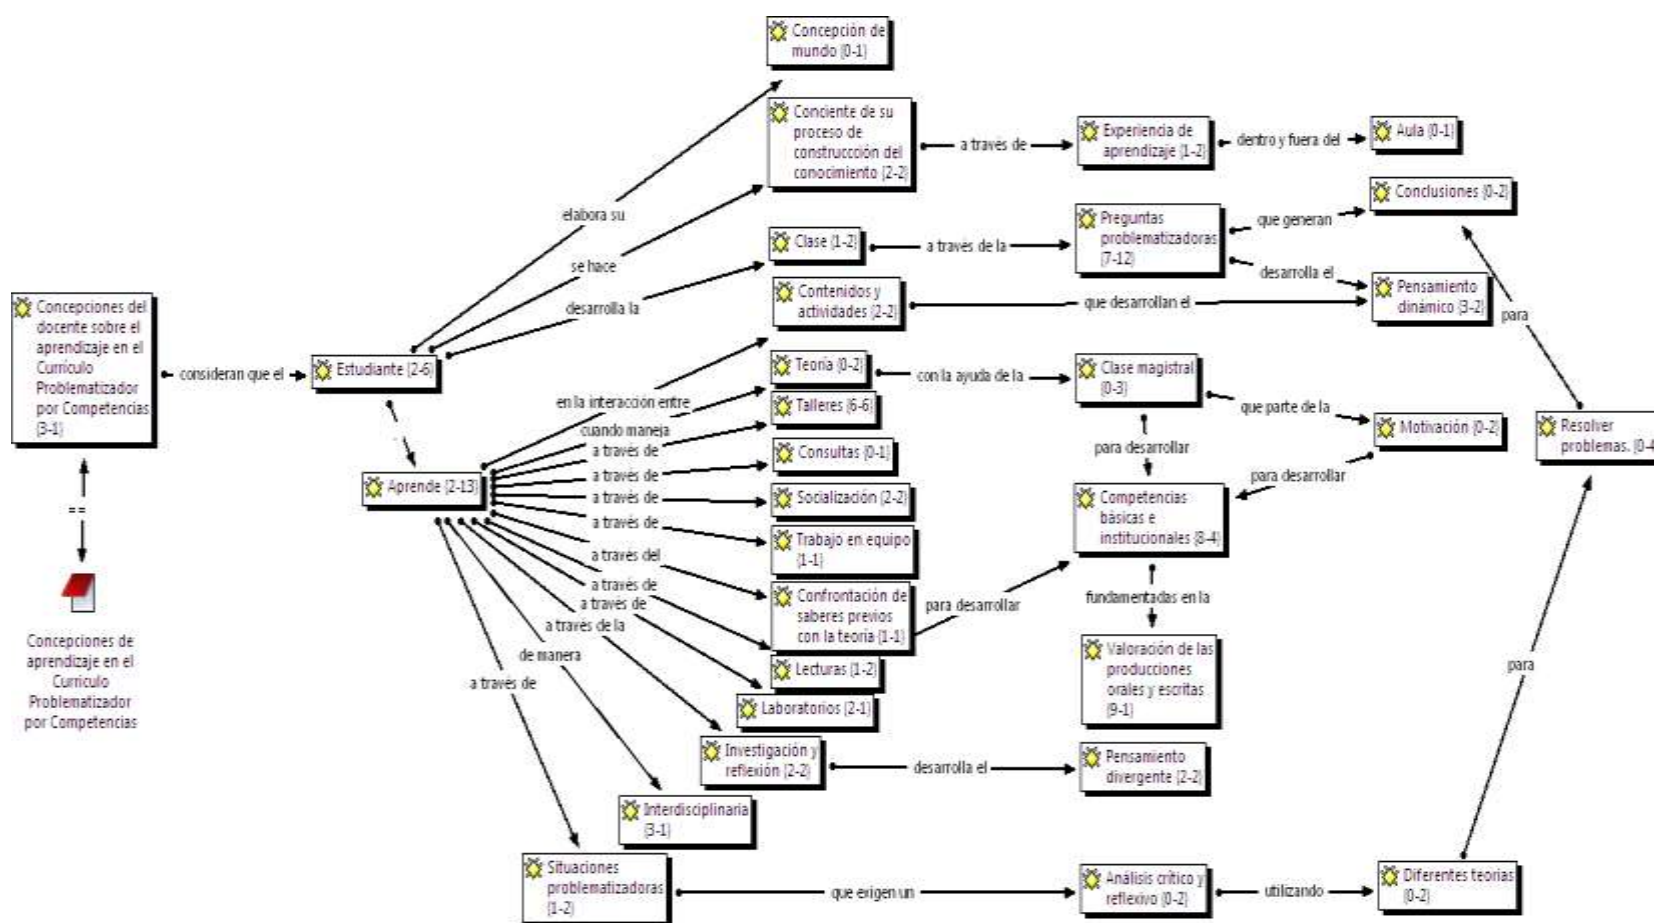 Concepción de
mundo {0-1}
Conciente de su
proceso de
construccción del
conocimiento {2-2}
a través de
Experiencia de
aprendizaje {1-2}
dentro y fuera del
Aula {0-1}
elabora su
se hace
desarrolla la
Clase {1-2}
a través de la
Preguntas
problematizadoras
{7-12}
que generan
Conclusiones {0-2}
desarrolla el
Contenidos y
actividades {2-2}
que desarrollan el
Pensamiento
dinámico {3-2}
para
Concepciones del
docente sobre el
aprendizaje en el
Currículo
Problematizador
por Competencias
{3-1}
consideran que el
Estudiante {2-6}
en la interacción entre
cuando maneja
Teoría {0-2}
con la ayuda de la
Clase magistral
{0-3}
que parte de la
Motivación {0-2}
Resolver
problemas. {0-4
para desarrollar
para desarrollar
Talleres {6-6}
a través de
Aprende {2-13}
a través de
Consultas {0-1}
a través de
Socialización {2-2}
a través de
Trabajo en equipo
{1-1}
Competencias
básicas e
institucionales {8-4}
==
a través del
Confrontación de
saberes previos
con la teoría {1-1}
para desarrollar
fundamentadas en la
a través de
Lecturas {1-2}
a través de
Laboratorios {2-1}
Valoración de las
producciones
orales y escritas
{9-1}
a través de la
Investigación y
reflexión {2-2}
desarrolla el
Pensamiento
divergente {2-2}
de manera
Interdisciplinaria
{3-1}
a través de
Situaciones
problematizadoras
{1-2}
que exigen un
Análisis crítico y
reflexivo {0-2}
utilizando
Diferentes teorías
{0-2}
para
Concepciones de
aprendizaje en el
Currículo
Problematizador
por Competencias